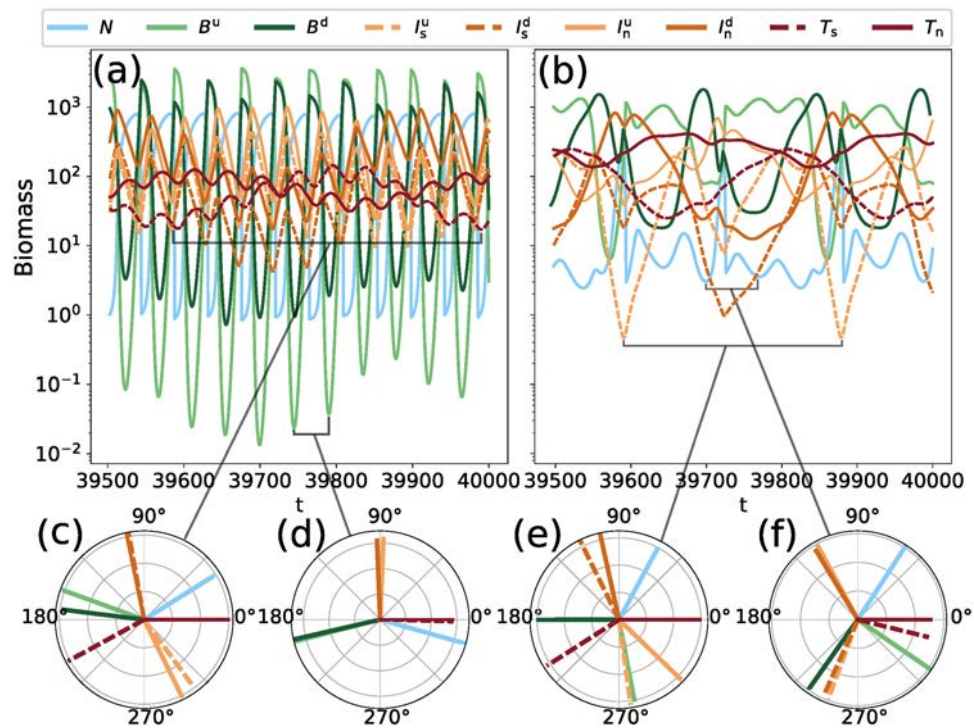 N B^u B^d I_s^u I_s^d I_n^u I_n^d T_s T_n
(a) (b)
Biomass
10^3
10^2
10^1
10^0
10^-1
10^-2
39500 39600 39700 39800 39900 40000
39500 39600 39700 39800 39900 40000
t t
(c) 90° (d) 90° (e) 90° (f) 90°
180° 0° 180° 0° 180° 0° 180° 0°
270° 270° 270° 270°